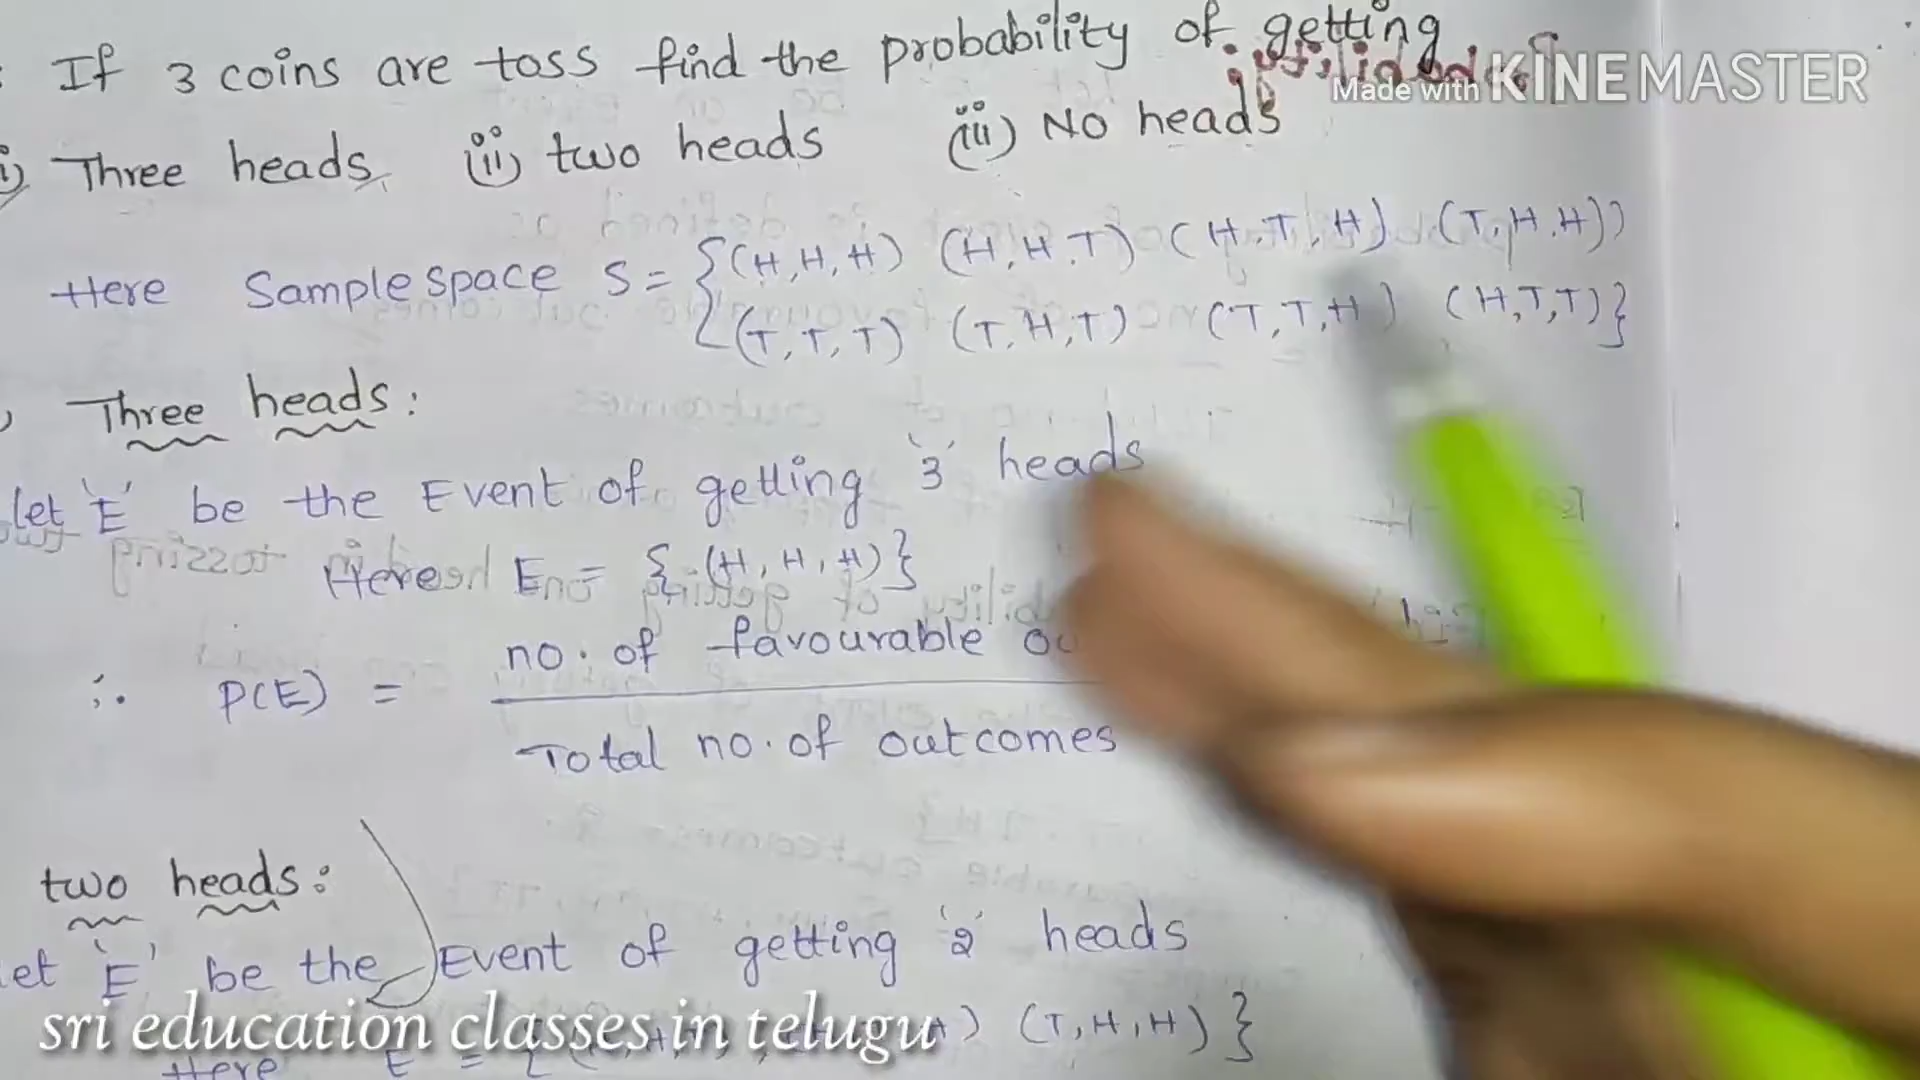 If 3 coins are toss find the probability of getting
Made with KINEMASTER
i) Three heads (ii) two heads (iii) No heads
Here Sample space S = {(H,H,H) (H,H,T) (H,T,H) (T,H,H)
(T,T,T) (T,H,T) (T,T,H) (H,T,T)}
Three heads:
let 'E' be the Event of getting '3' heads
Here E = {(H,H,H)}
∴ P(E) = no. of favourable
Total no. of outcomes
two heads:
let 'E' be the Event of getting '2' heads
sri education classes in telugu
Here E = { (T,H,H)}